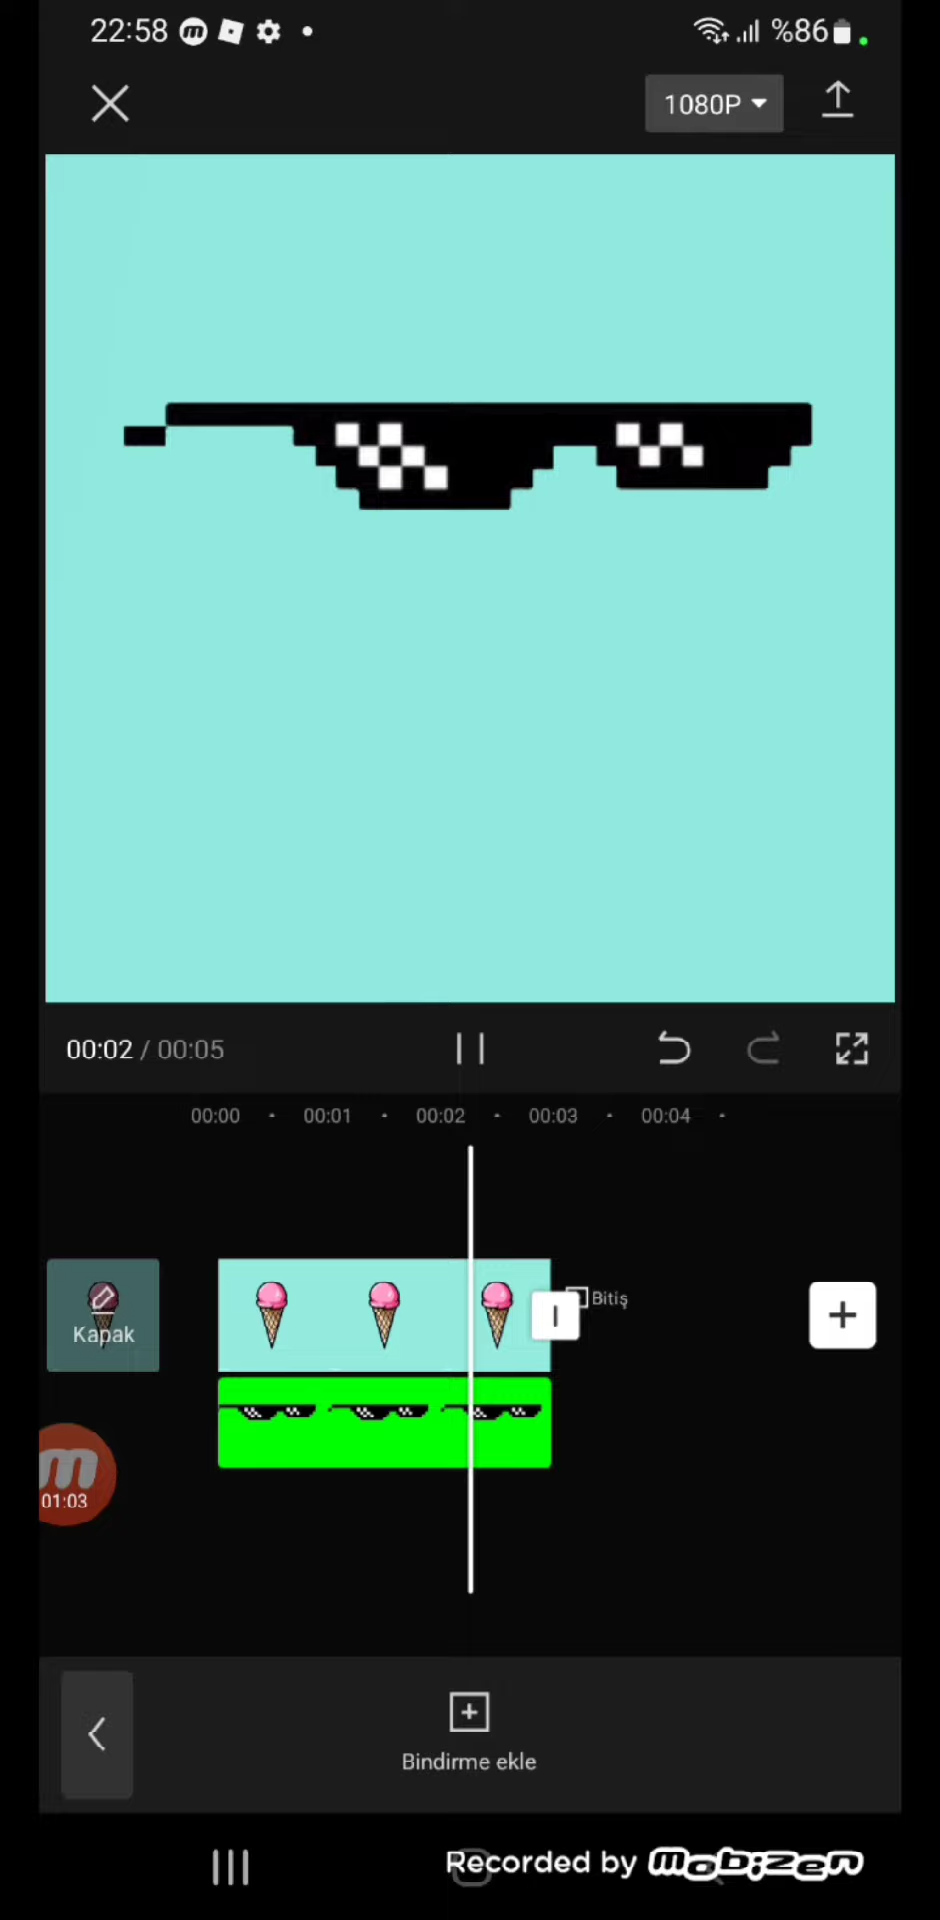 22:58 %86
1080P
00:02 / 00:05
00:00 00:01 00:02 00:03 00:04
Kapak
Bitiş
01:03
Bindirme ekle
Recorded by mobizen